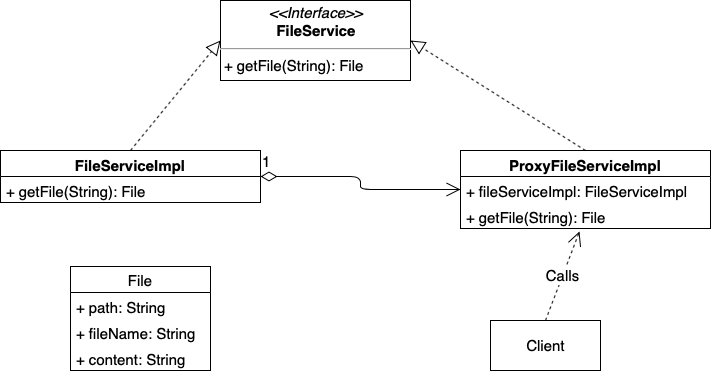 <<Interface>>
FileService
+ getFile(String): File
FileServiceImpl
+ getFile(String): File
1
ProxyFileServiceImpl
+ fileServiceImpl: FileServiceImpl
+ getFile(String): File
File
+ path: String
+ fileName: String
+ content: String
Calls
Client